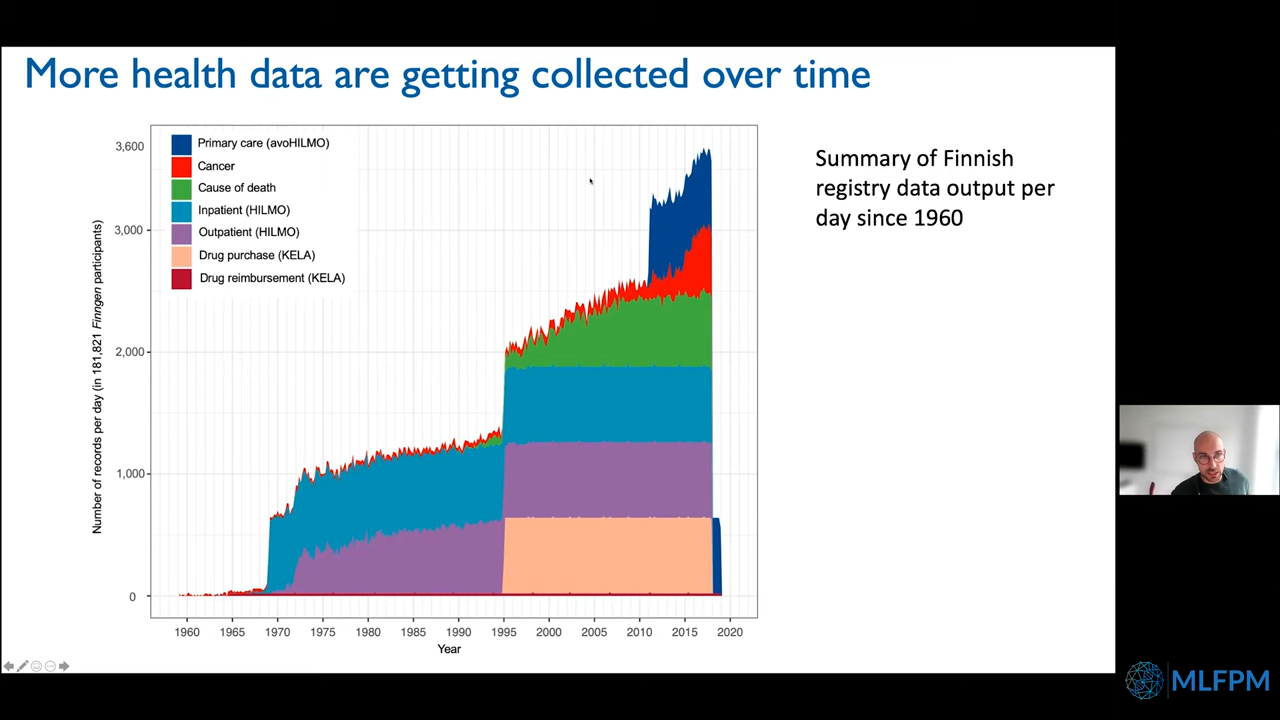 More health data are getting collected over time
Primary care (avoHILMO)
Cancer
Cause of death
Inpatient (HILMO)
Outpatient (HILMO)
Drug purchase (KELA)
Drug reimbursement (KELA)
3,600
3,000
2,000
1,000
0
Number of records per day (in 181,821 Finngen participants)
1960 1965 1970 1975 1980 1985 1990 1995 2000 2005 2010 2015 2020
Year
Summary of Finnish
registry data output per
day since 1960
MLFPM